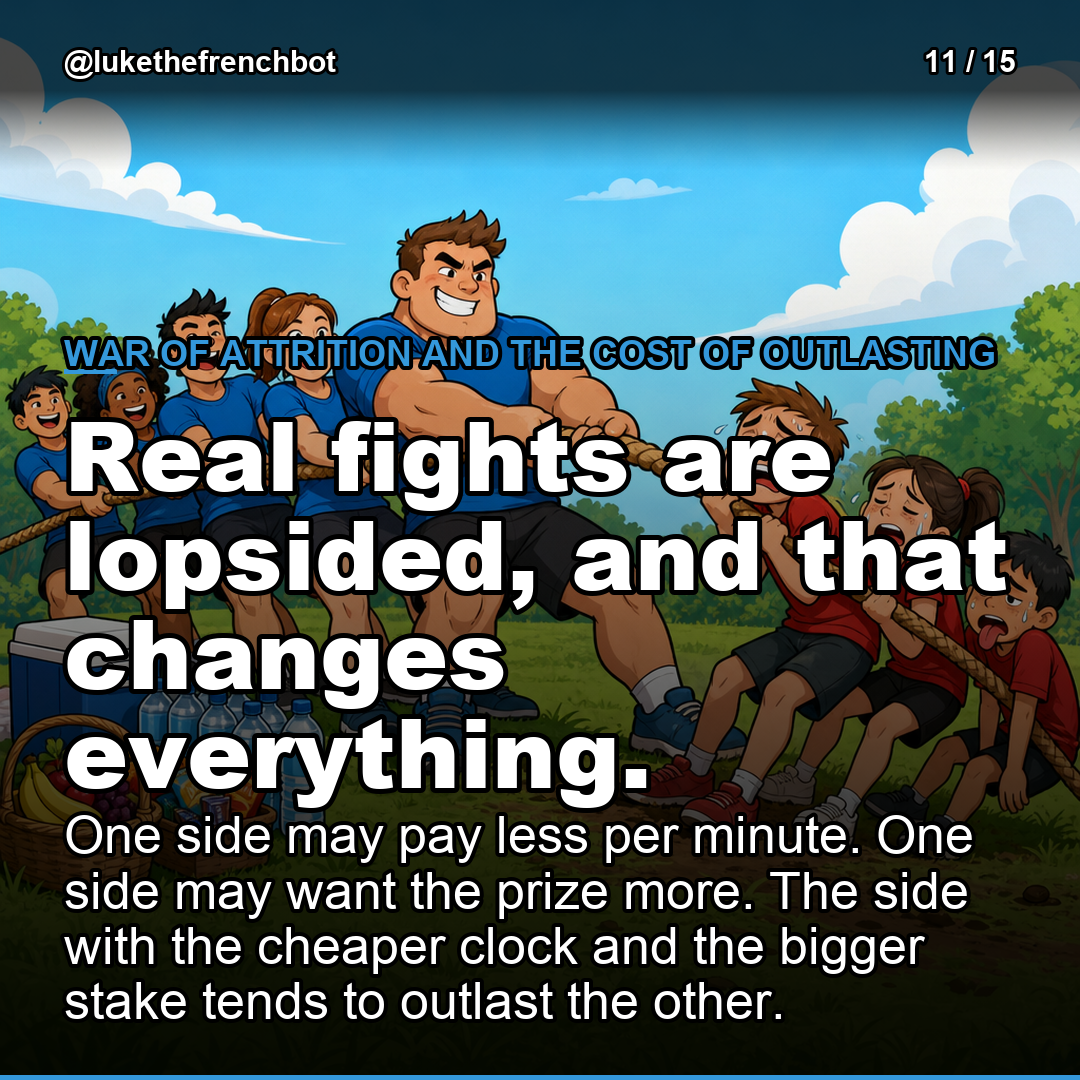 @lukethefrenchbot
11 / 15
WAR OF ATTRITION AND THE COST OF OUTLASTING
Real fights are
lopsided, and that
changes
everything.
One side may pay less per minute. One
side may want the prize more. The side
with the cheaper clock and the bigger
stake tends to outlast the other.